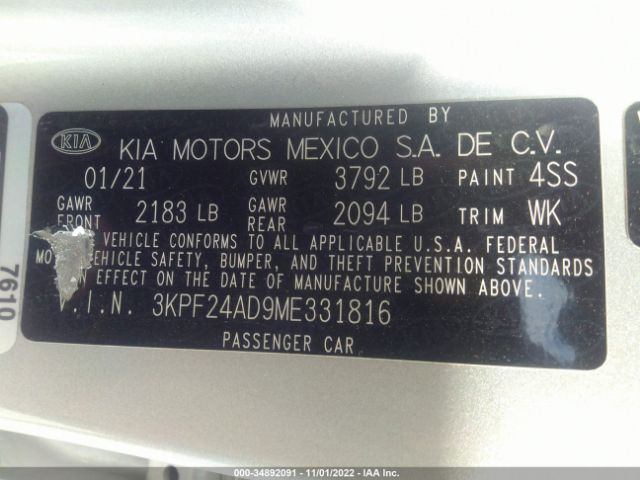 MANUFACTURED BY
KIA KIA MOTORS MEXICO S.A. DE C.V.
01/21 GVWR 3792 LB PAINT 4SS
GAWR FRONT 2183 LB GAWR REAR 2094 LB TRIM WK
VEHICLE CONFORMS TO ALL APPLICABLE U.S.A. FEDERAL
VEHICLE SAFETY, BUMPER, AND THEFT PREVENTION STANDARDS
EFFECT ON THE DATE OF MANUFACTURE SHOWN ABOVE.
.I.N. 3KPF24AD9ME331816
PASSENGER CAR
7610
000-34892091 - 11/01/2022 - IAA Inc.